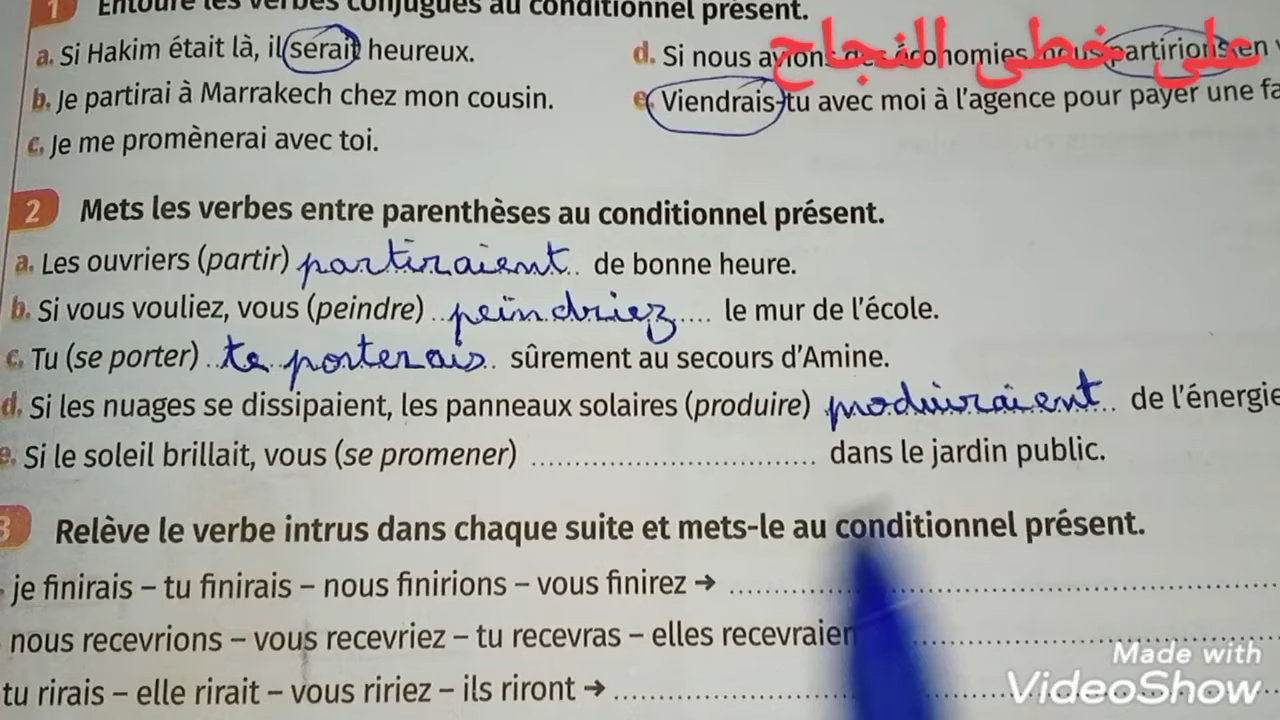 1 Entoure les verbes conjugués au conditionnel présent.
a. Si Hakim était là, il serait heureux.
b. Je partirai à Marrakech chez mon cousin.
c. Je me promènerai avec toi.
على خطى النجاح
d. Si nous avions des économies, nous partirions en
e. Viendrais-tu avec moi à l'agence pour payer une
2 Mets les verbes entre parenthèses au conditionnel présent.
a. Les ouvriers (partir) partiraient de bonne heure.
b. Si vous vouliez, vous (peindre) peindriez le mur de l'école.
c. Tu (se porter) te porterais sûrement au secours d'Amine.
d. Si les nuages se dissipaient, les panneaux solaires (produire) produiraient de l'énergie
e. Si le soleil brillait, vous (se promener) ............................ dans le jardin public.
3 Relève le verbe intrus dans chaque suite et mets-le au conditionnel présent.
je finirais – tu finirais – nous finirions – vous finirez → ............................
nous recevrions – vous recevriez – tu recevras – elles recevraien ............................
tu rirais – elle rirait – vous ririez – ils riront → ............................
Made with
VideoShow